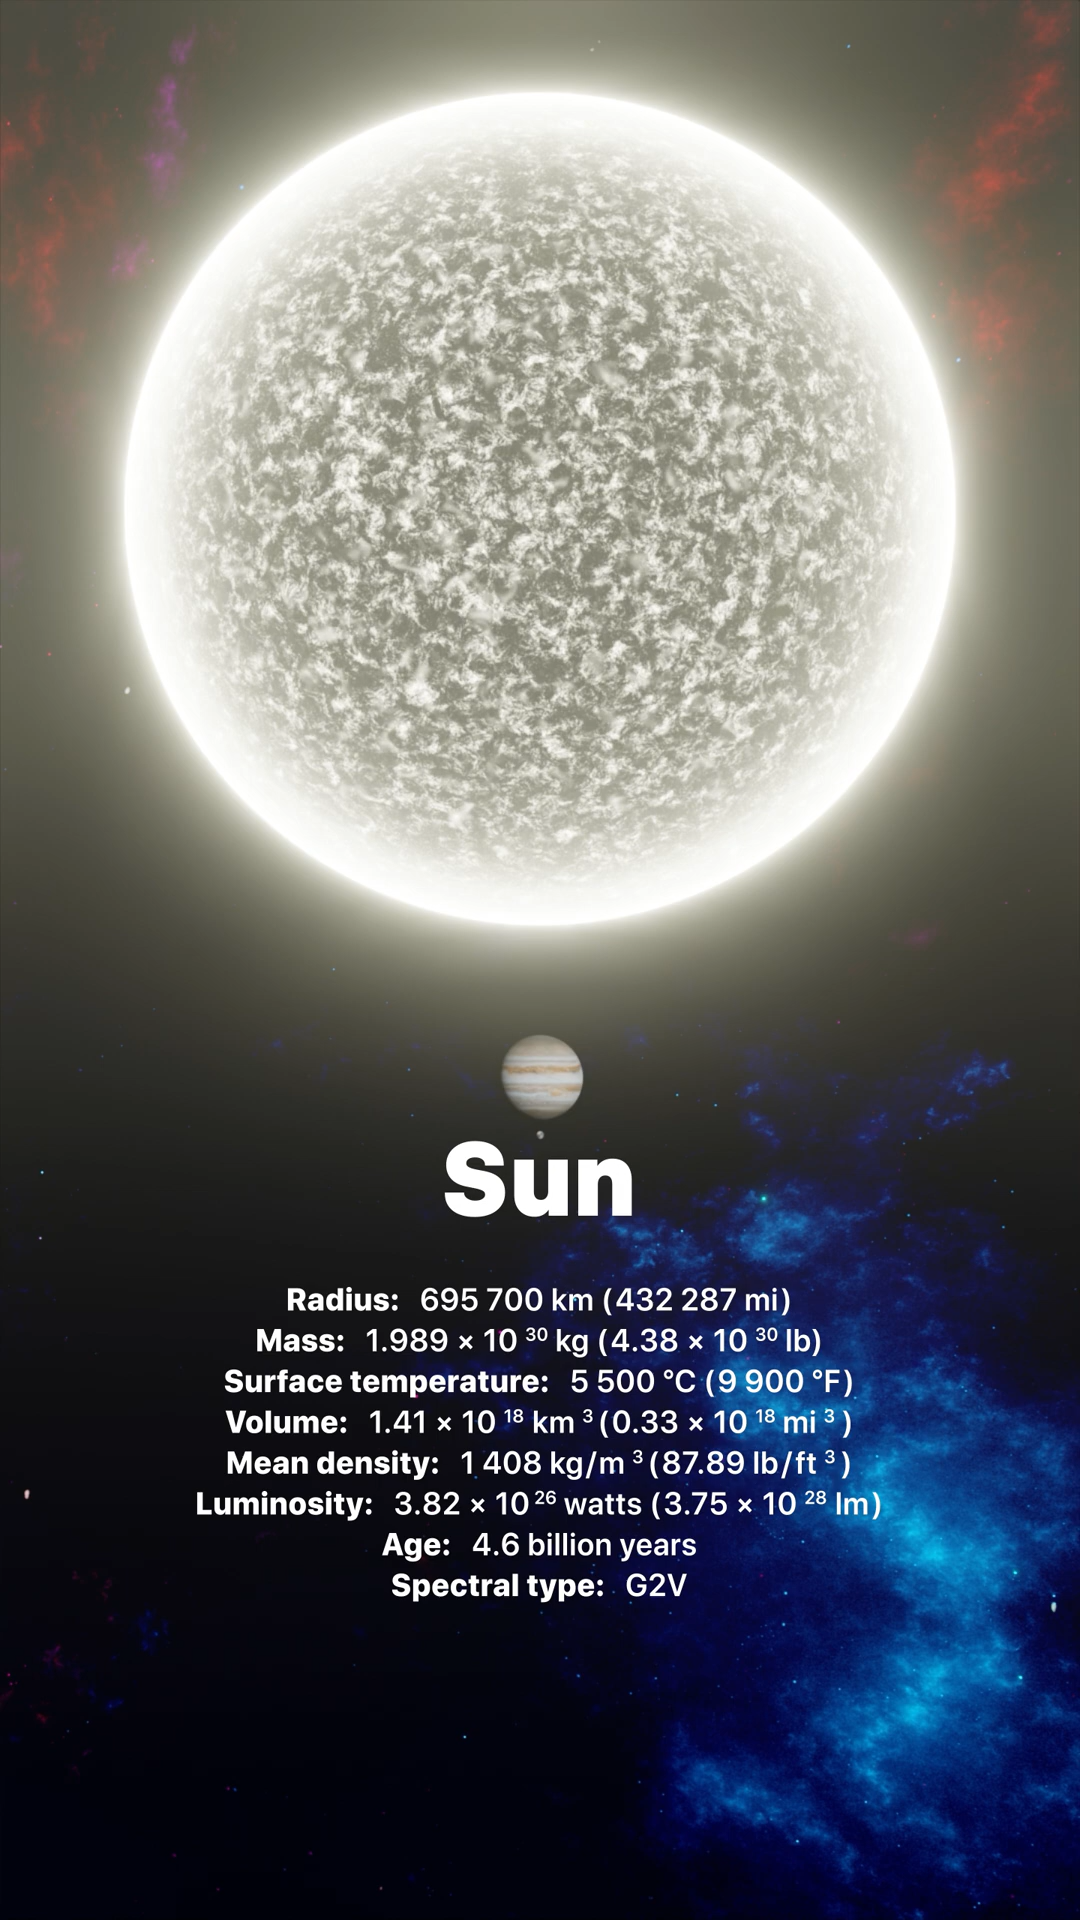 Sun
Radius: 695 700 km (432 287 mi)
Mass: 1.989 × 10 ³⁰ kg (4.38 × 10 ³⁰ lb)
Surface temperature: 5 500 °C (9 900 °F)
Volume: 1.41 × 10 ¹⁸ km ³ (0.33 × 10 ¹⁸ mi ³ )
Mean density: 1 408 kg/m ³ (87.89 lb/ft ³ )
Luminosity: 3.82 × 10 ²⁶ watts (3.75 × 10 ²⁸ lm)
Age: 4.6 billion years
Spectral type: G2V